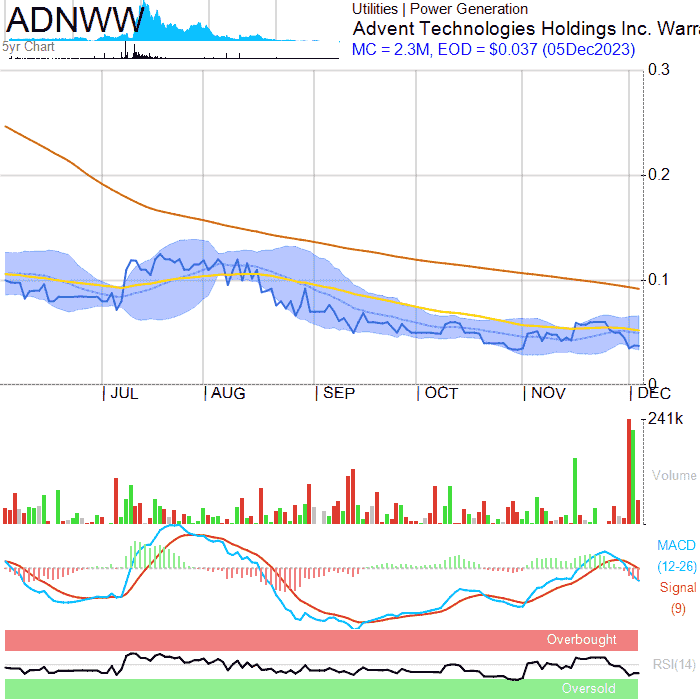 ADNWW
5yr Chart
Utilities | Power Generation
Advent Technologies Holdings Inc. Warra
MC = 2.3M, EOD = $0.037 (05Dec2023)
0.3
0.2
0.1
0
JUL
AUG
SEP
OCT
NOV
DEC
241k
Volume
MACD
(12-26)
Signal
(9)
Overbought
RSI(14)
Oversold